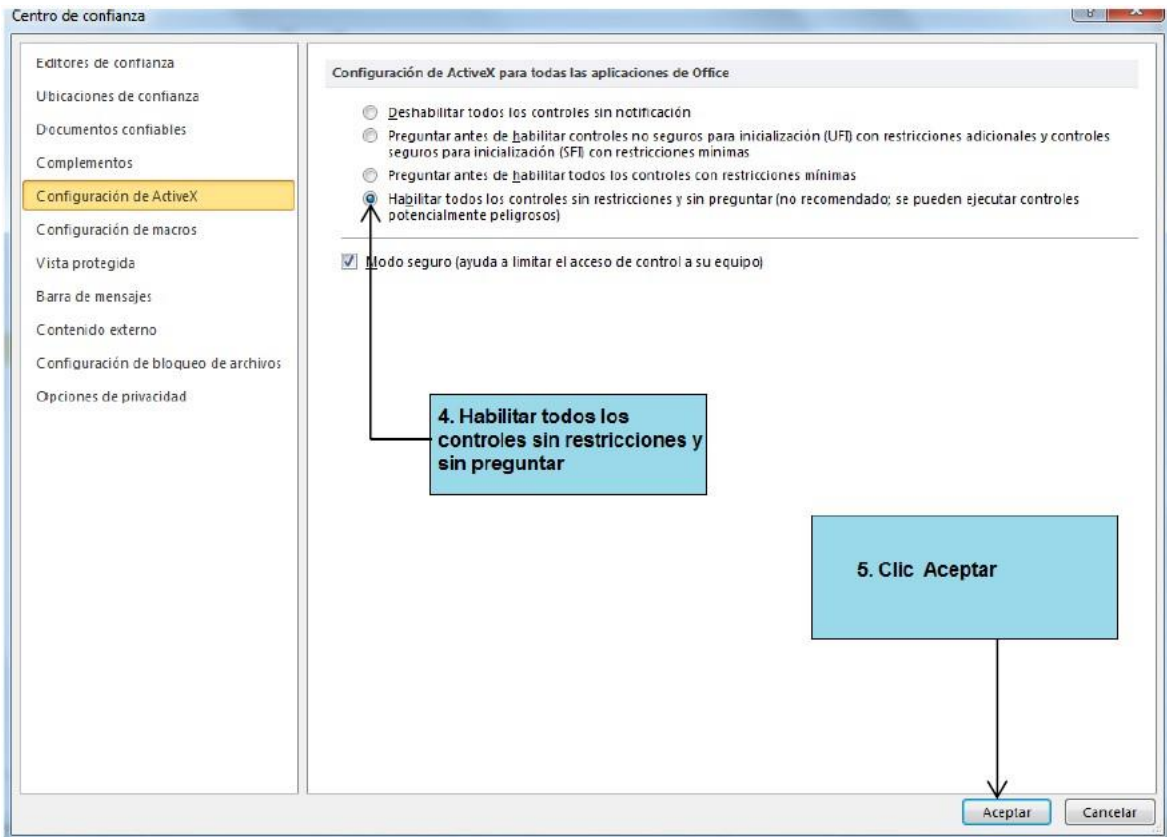 Centro de confianza
Editores de confianza
Ubicaciones de confianza
Documentos confiables
Complementos
Configuración de ActiveX
Configuración de macros
Vista protegida
Barra de mensajes
Contenido externo
Configuración de bloqueo de archivos
Opciones de privacidad
Configuración de ActiveX para todas las aplicaciones de Office
Deshabilitar todos los controles sin notificación
Preguntar antes de habilitar controles no seguros para inicialización (UFI) con restricciones adicionales y controles
seguros para inicialización (SFI) con restricciones mínimas
Preguntar antes de habilitar todos los controles con restricciones mínimas
Habilitar todos los controles sin restricciones y sin preguntar (no recomendado; se pueden ejecutar controles
potencialmente peligrosos)
Modo seguro (ayuda a limitar el acceso de control a su equipo)
4. Habilitar todos los
controles sin restricciones y
sin preguntar
5. Clic Aceptar
Aceptar
Cancelar